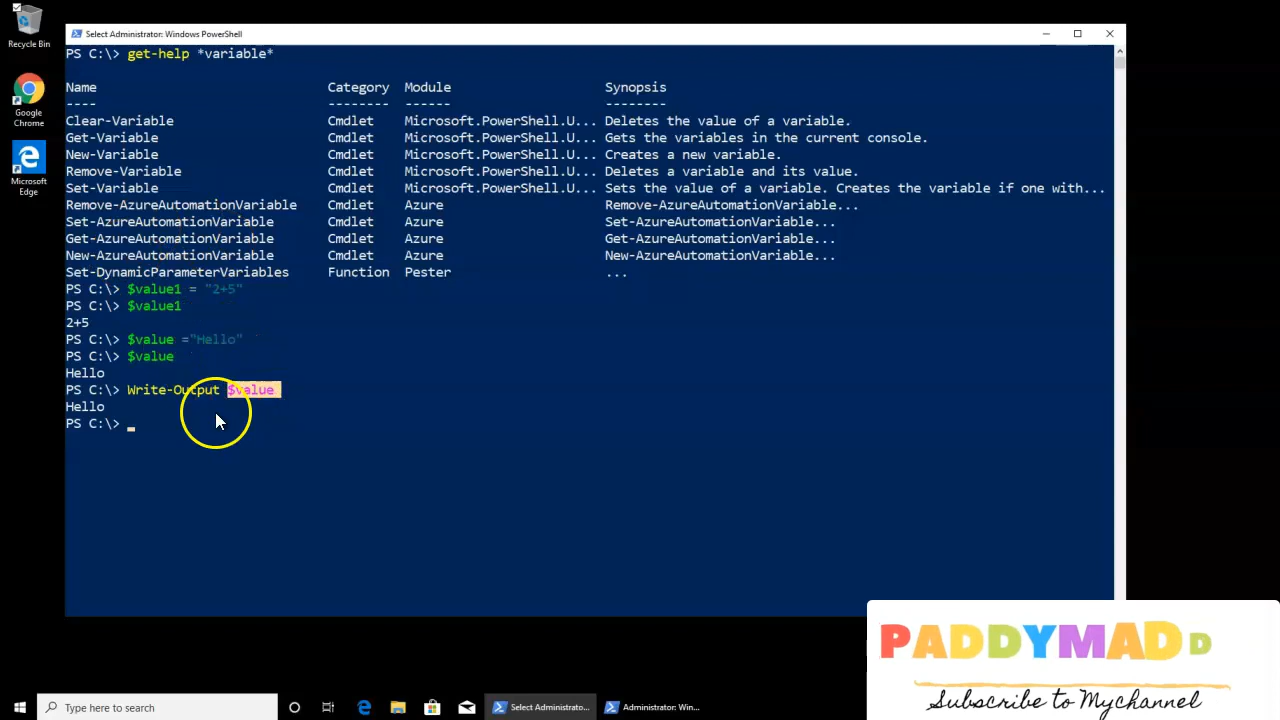 Recycle Bin
Google Chrome
Microsoft Edge
Select Administrator: Windows PowerShell
PS C:\> get-help *variable*
Name Category Module Synopsis
---- -------- ------ --------
Clear-Variable Cmdlet Microsoft.PowerShell.U... Deletes the value of a variable.
Get-Variable Cmdlet Microsoft.PowerShell.U... Gets the variables in the current console.
New-Variable Cmdlet Microsoft.PowerShell.U... Creates a new variable.
Remove-Variable Cmdlet Microsoft.PowerShell.U... Deletes a variable and its value.
Set-Variable Cmdlet Microsoft.PowerShell.U... Sets the value of a variable. Creates the variable if one with...
Remove-AzureAutomationVariable Cmdlet Azure Remove-AzureAutomationVariable...
Set-AzureAutomationVariable Cmdlet Azure Set-AzureAutomationVariable...
Get-AzureAutomationVariable Cmdlet Azure Get-AzureAutomationVariable...
New-AzureAutomationVariable Cmdlet Azure New-AzureAutomationVariable...
Set-DynamicParameterVariables Function Pester ...
PS C:\> $value1 = "2+5"
PS C:\> $value1
2+5
PS C:\> $value ="Hello"
PS C:\> $value
Hello
PS C:\> Write-Output $value
Hello
PS C:\> _
PADDYMADD
Subscribe to Mychannel
Type here to search
Select Administrato...
Administrator: Win...